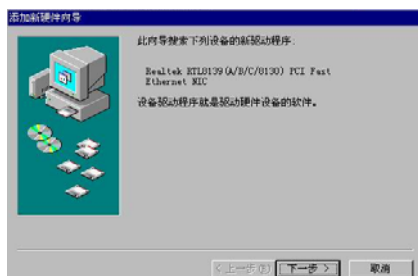 添加新硬件向导
此向导搜索下列设备的新驱动程序:
Realtek RTL8139(A/B/C/8130) PCI Fast
Ethernet NIC
设备驱动程序就是驱动硬件设备的软件。
<上一步(B) 下一步 > 取消